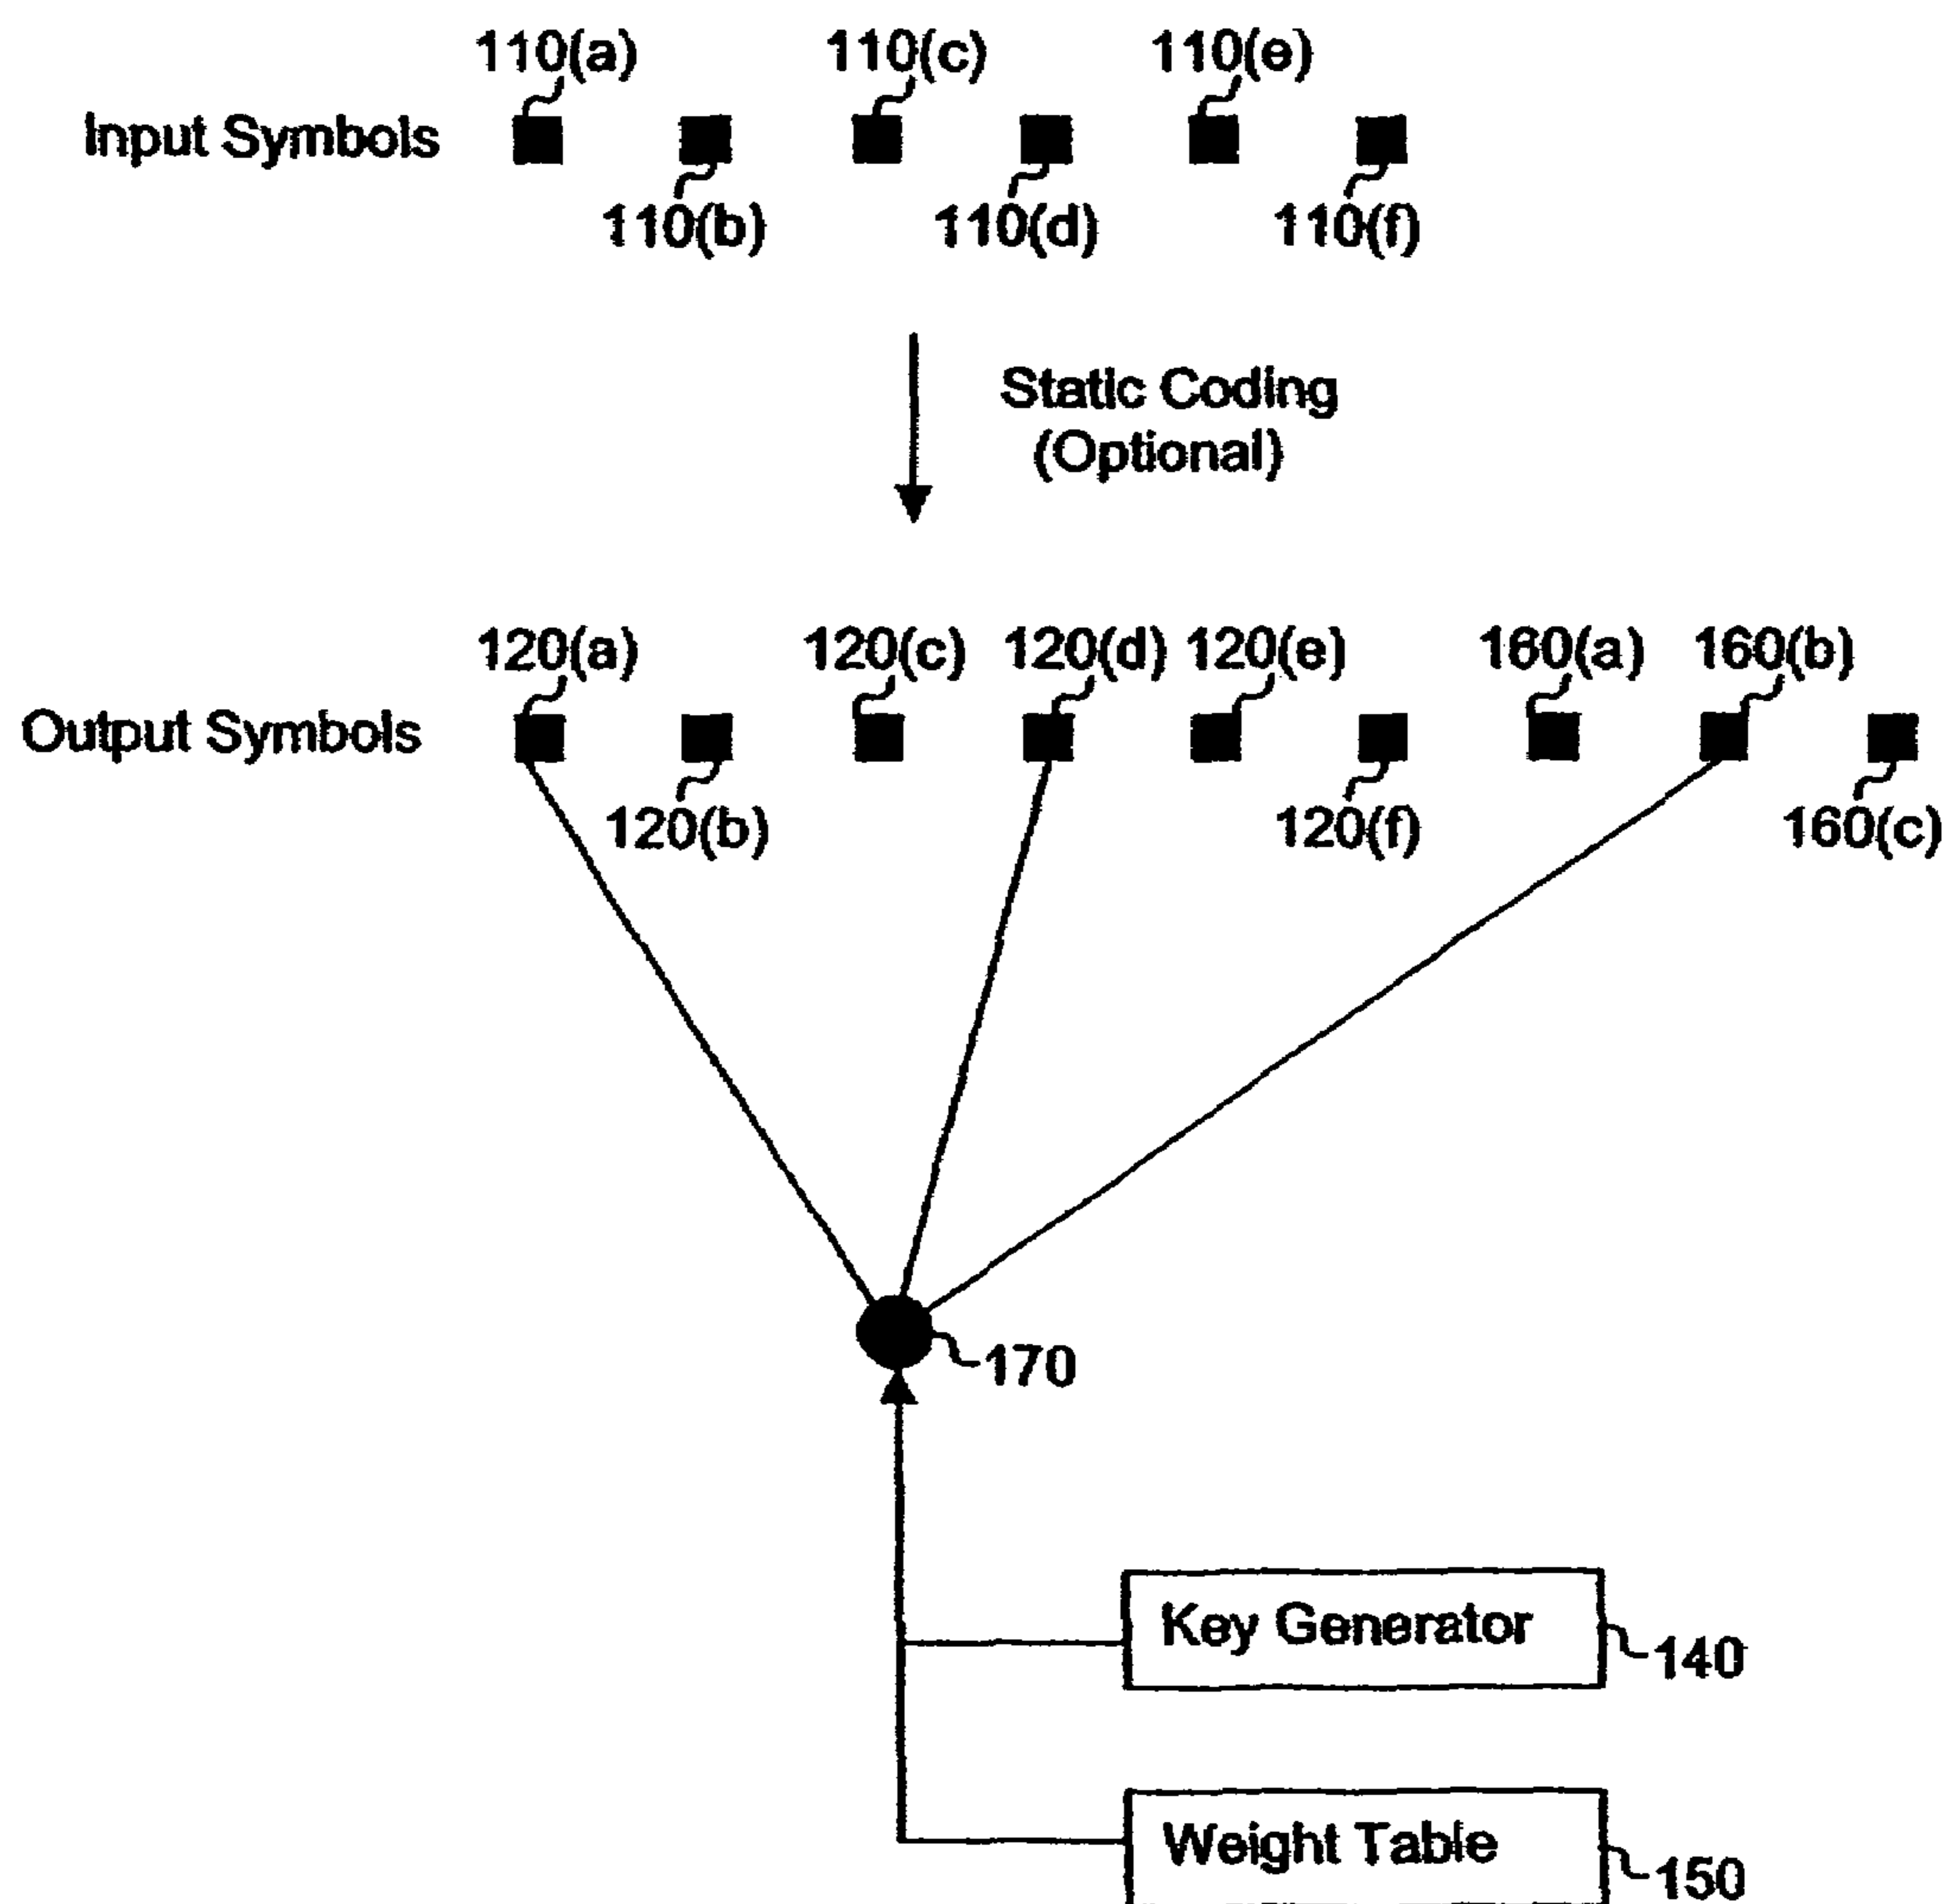 110(a) 110(c) 110(e)
Input Symbols
110(b) 110(d) 110(f)
Static Coding
(Optional)
120(a) 120(c) 120(d) 120(e) 160(a) 160(b)
Output Symbols
120(b) 120(f) 160(c)
170
Key Generator
140
Weight Table
150